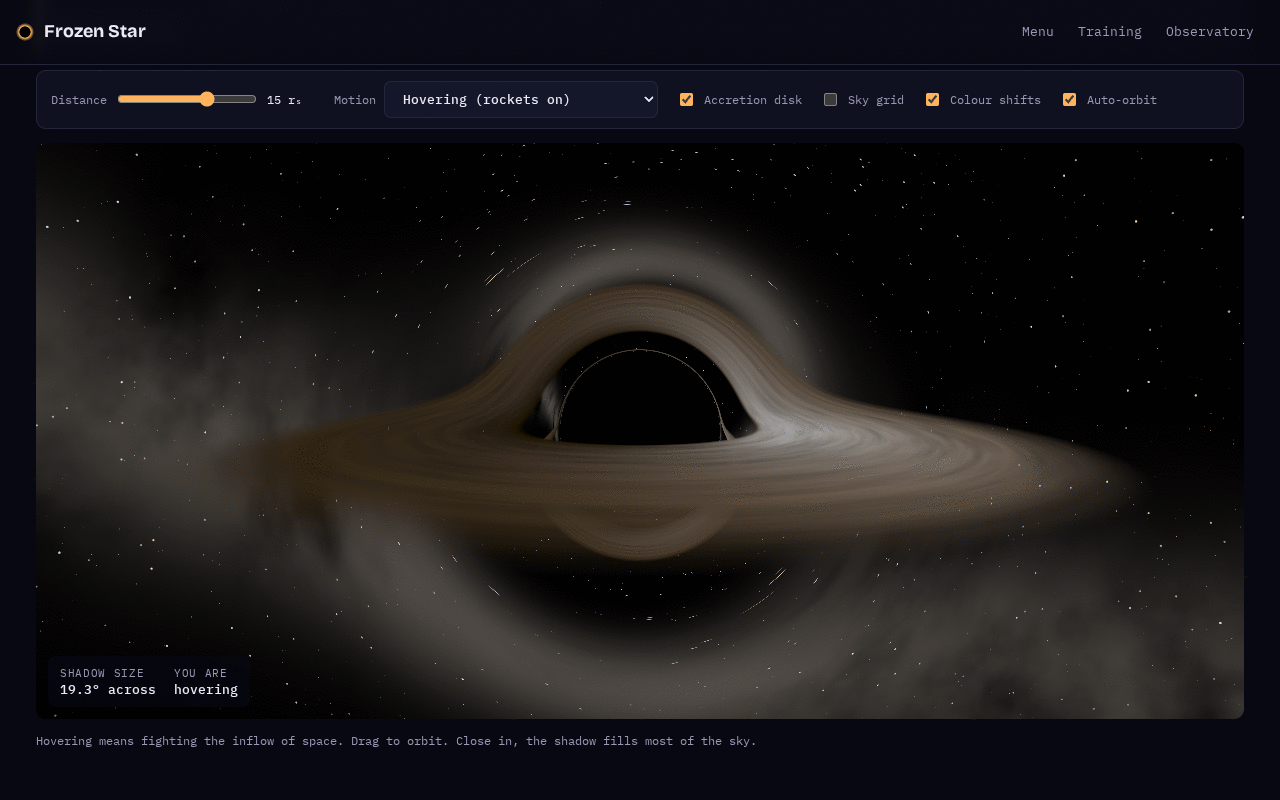 Frozen Star
Menu Training Observatory
Distance 15 rₛ Motion Hovering (rockets on) Accretion disk Sky grid Colour shifts Auto-orbit
SHADOW SIZE YOU ARE
19.3° across hovering
Hovering means fighting the inflow of space. Drag to orbit. Close in, the shadow fills most of the sky.